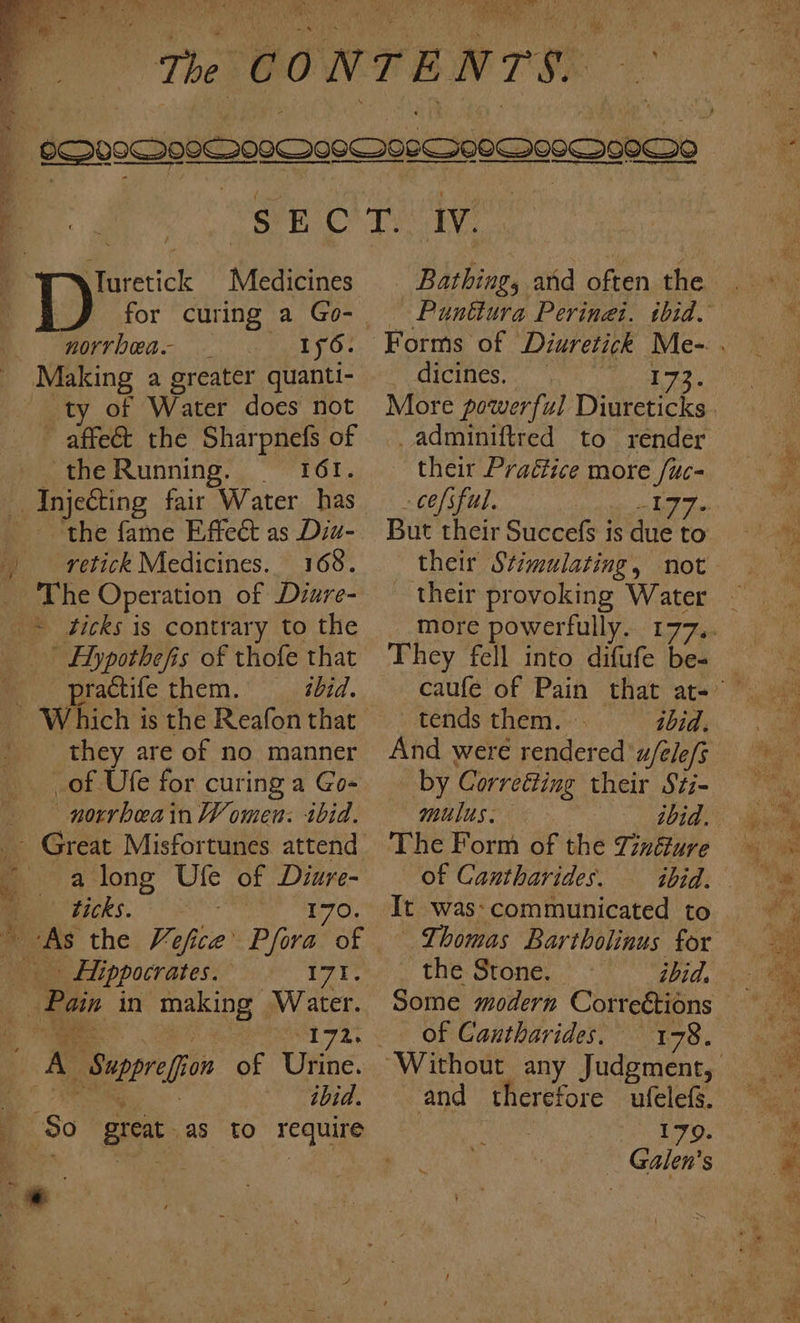 The CONTENTS.
SECT. IV.
DIuretick Medicines
for curing a Go-
norrhœa. 156.
Making a greater quanti-
ty of Water does not
affect the Sharpneſs of
the Running. 161.
Injecting fair Water has
the ſame Effect as Diu-
retick Medicines. 168.
The Operation of Diure-
ticks is contrary to the
Hypotheſis of thoſe that
practiſe them. ibid.
Which is the Reaſon that
they are of no manner
of Uſe for curing a Go-
norrhœa in Women. ibid.
Great Misfortunes attend
a long Uſe of Diure-
ticks. 170.
As the Veſicæ Pſora of
Hippocrates. 171.
Pain in making Water.
172.
A Suppreſſion of Urine.
ibid.
So great as to require
Bathing, and often the
Punctura Perinæi. ibid.
Forms of Diuretick Me-
dicines. 173.
More powerful Diureticks
adminiſtred to render
their Practice more ſuc-
ceſsful. 177.
But their Succeſs is due to
their Stimulating, not
their provoking Water
more powerfully. 177.
They fell into diſuſe be-
cauſe of Pain that at-
tends them. ibid.
And were rendered uſeleſs
by Correcting their Sti-
mulus. ibid.
The Form of the Tincture
of Cantharides. ibid.
It was communicated to
Thomas Bartholinus for
the Stone. ibid.
Some modern Corrections
of Cantharides. 178.
Without any Judgment,
and therefore uſeleſs.
179.
Galen's